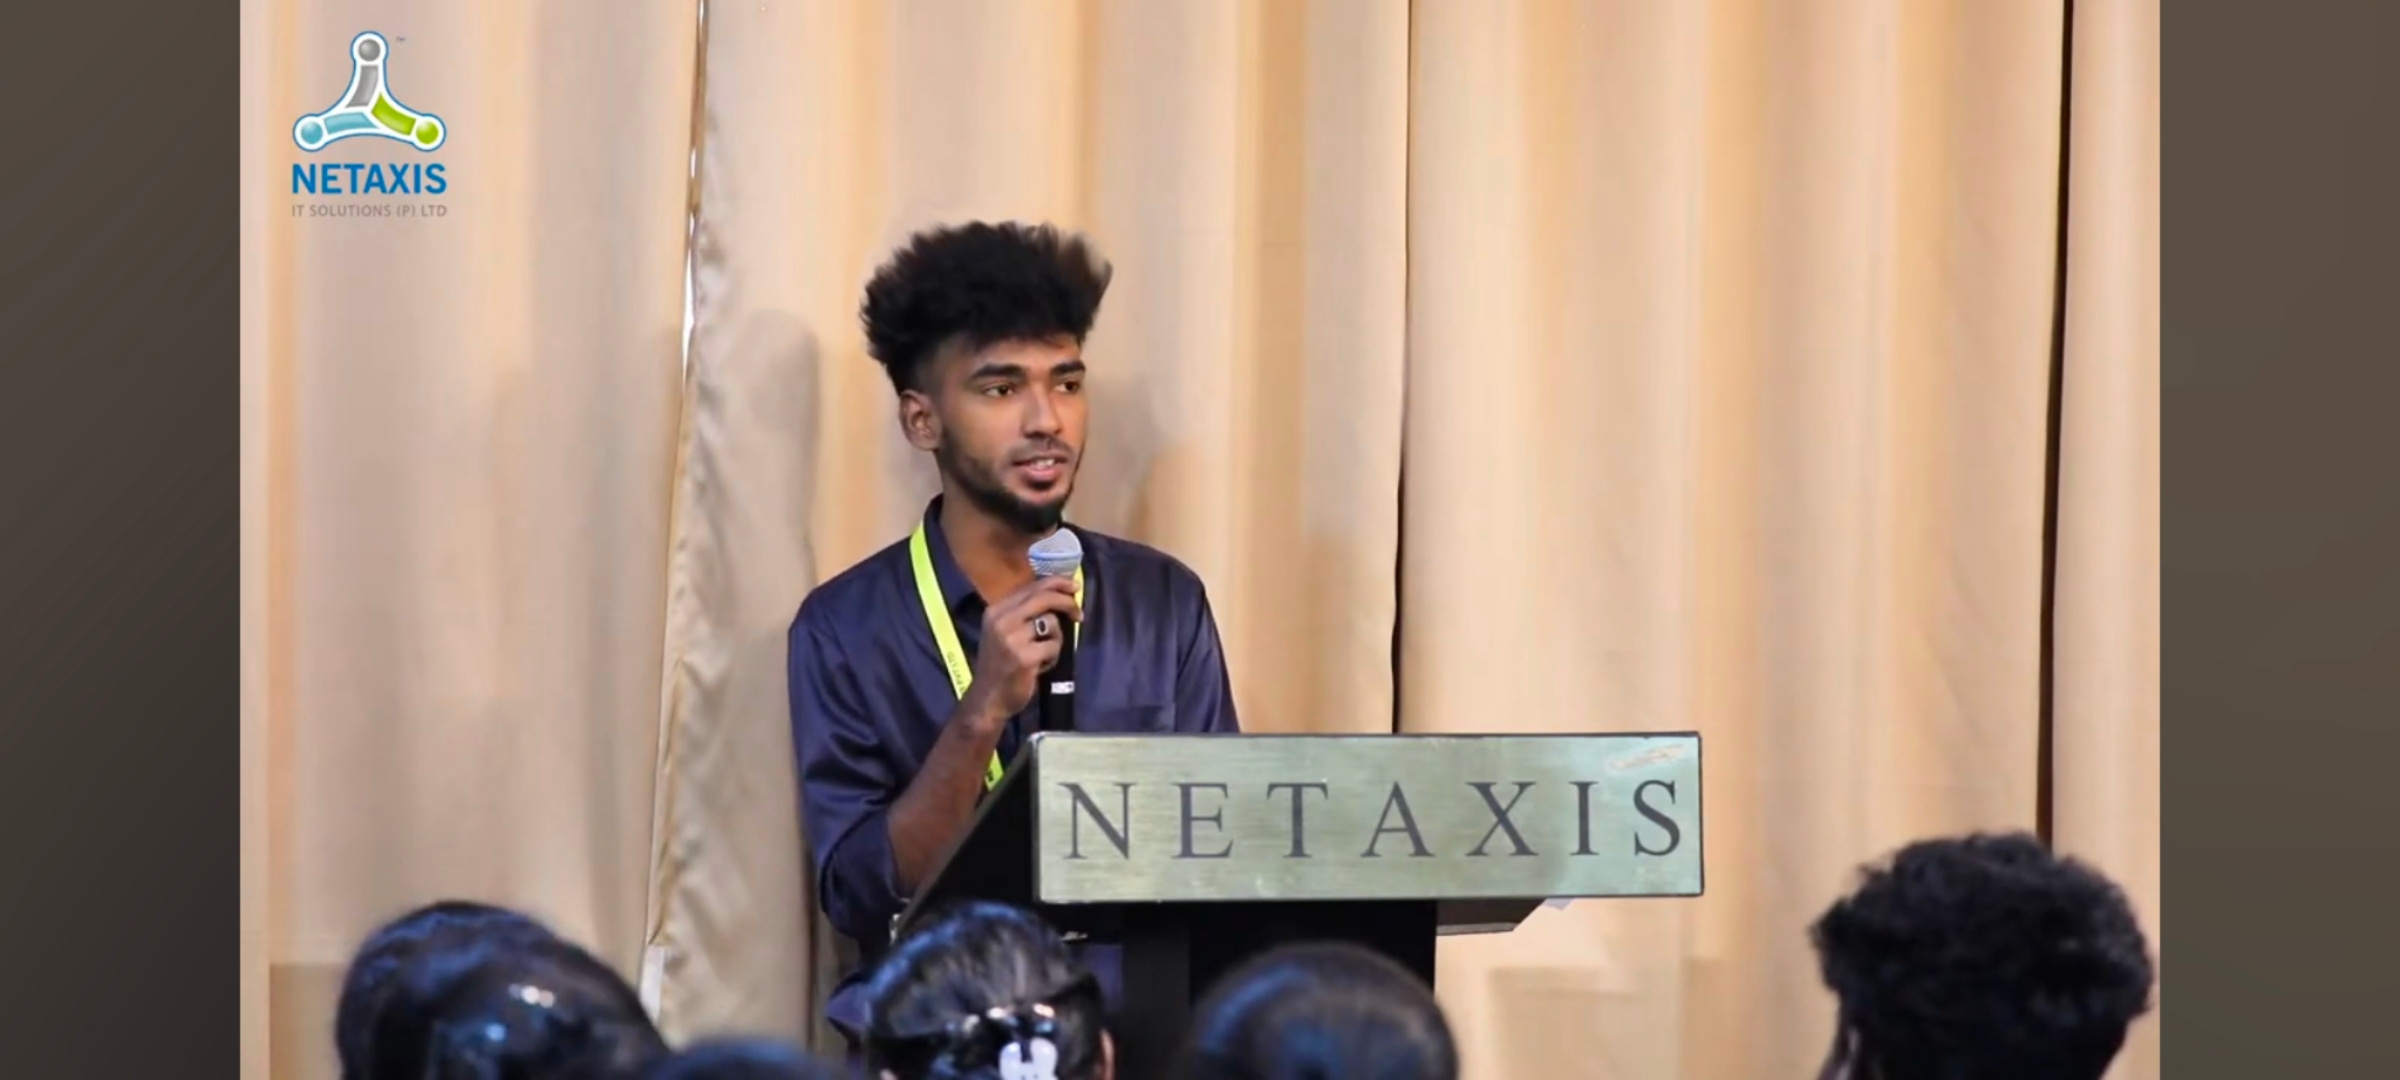 NETAXIS
IT SOLUTIONS (P) LTD
NETAXIS